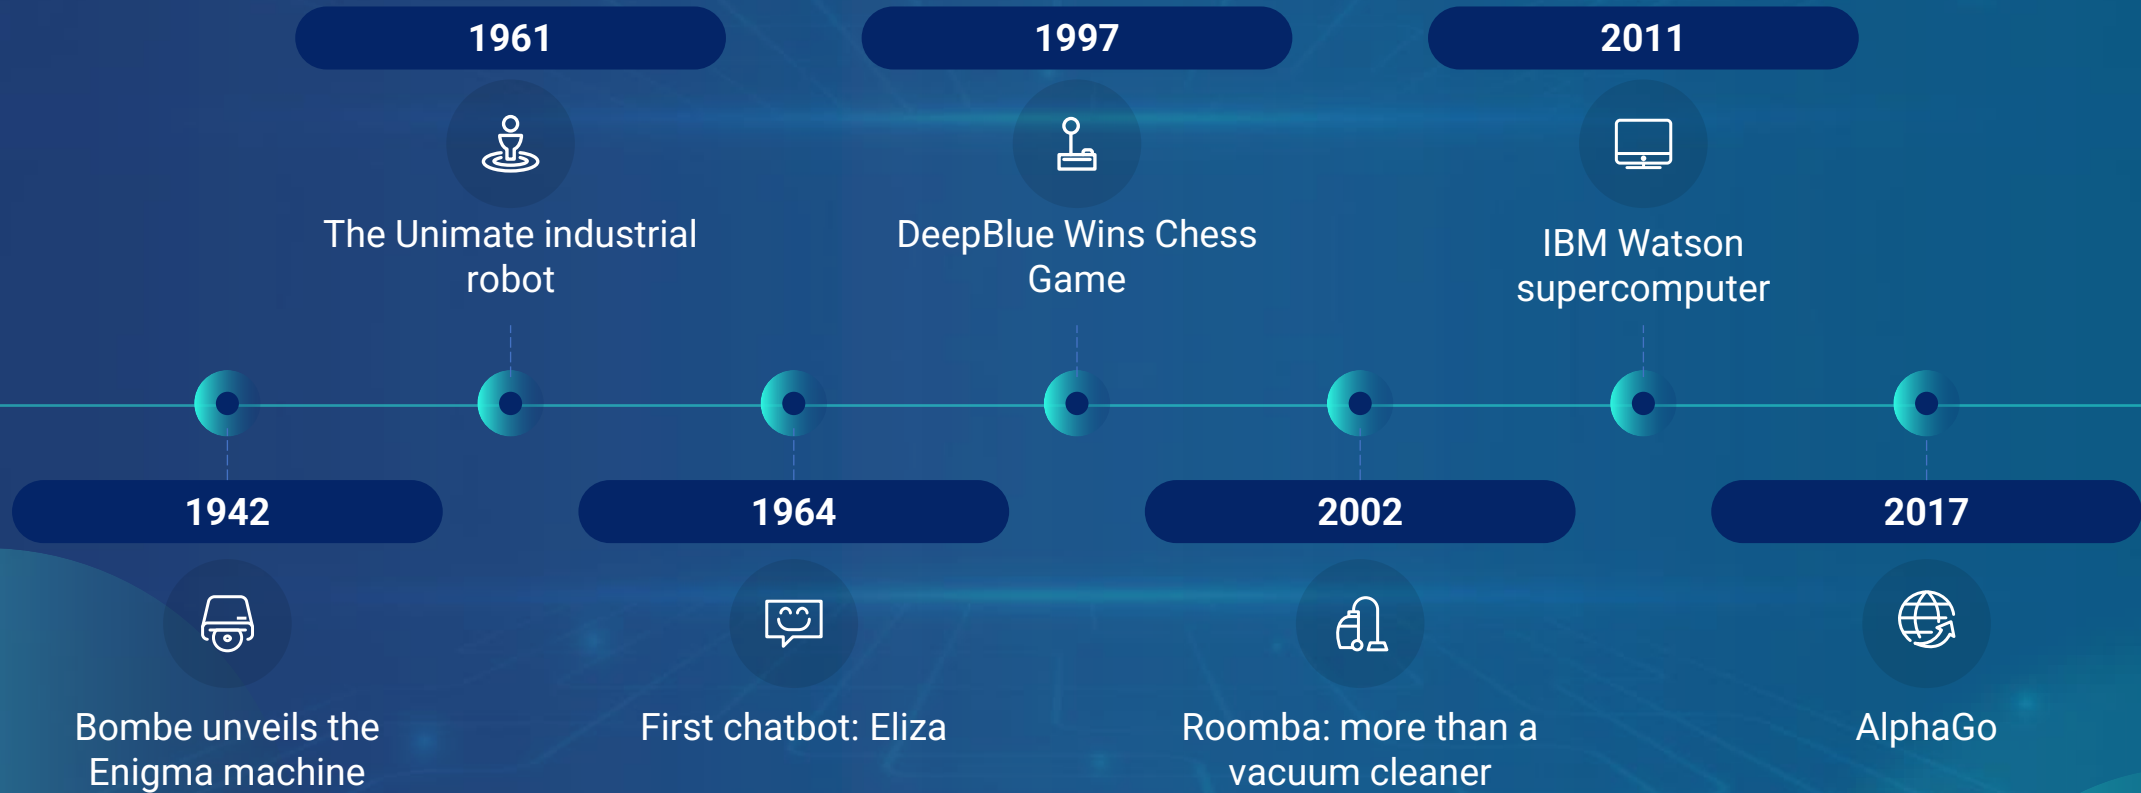 1961
The Unimate industrial
robot
1997
DeepBlue Wins Chess
Game
2011
IBM Watson
supercomputer
1942
Bombe unveils the
Enigma machine
1964
First chatbot: Eliza
2002
Roomba: more than a
vacuum cleaner
2017
AlphaGo